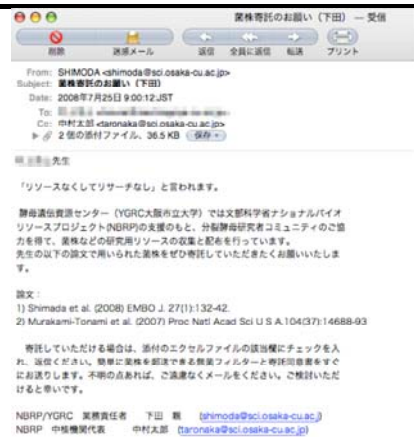 菌株寄託のお願い（下田） — 受信
削除 迷惑メール 返信 全員に返信 転送 プリント
From: SHIMODA <shimoda@sci.osaka-cu.ac.jp>
Subject: 菌株寄託のお願い（下田）
Date: 2008年7月25日 9:00:12 JST
To:
Cc: 中村太郎 <taronaka@sci.osaka-cu.ac.jp>
2 個の添付ファイル、36.5 KB 保存
先生
「リソースなくしてリサーチなし」と言われます。
酵母遺伝資源センター（YGRC大阪市立大学）では文部科学省ナショナルバイオ
リソースプロジェクト(NBRP)の支援のもと、分裂酵母研究者コミュニティのご協
力を得て、菌株などの研究用リソースの収集と配布を行っています。
先生の以下の論文で用いられた菌株をぜひ寄託していただきたくお願いいたしま
す。
論文：
1) Shimada et al. (2008) EMBO J. 27(1):132-42.
2) Murakami-Tonami et al. (2007) Proc Natl Acad Sci U S A.104(37):14688-93
寄託していただける場合は、添付のエクセルファイルの該当欄にチェックを入
れ、返信ください。簡単に菌株を郵送できる無菌フィルターと寄託同意書をすぐ
にお送りします。不明の点あれば、ご遠慮なくメールをください。ご検討いただ
けると幸いです。
NBRP/YGRC 業務責任者 下田 親 (shimoda@sci.osaka-cu.ac.j)
NBRP 中核機関代表 中村太郎 (taronaka@sci.osaka-cu.ac.jp)